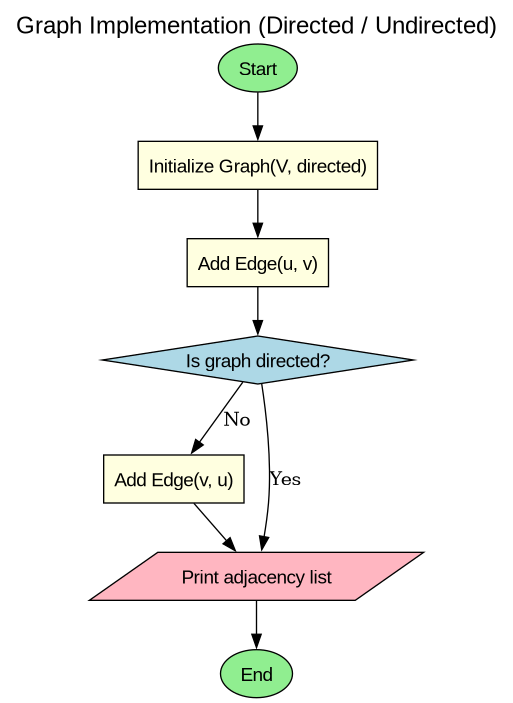 Graph Implementation (Directed / Undirected)
Start
Initialize Graph(V, directed)
Add Edge(u, v)
Is graph directed?
No
Add Edge(v, u)
Yes
Print adjacency list
End